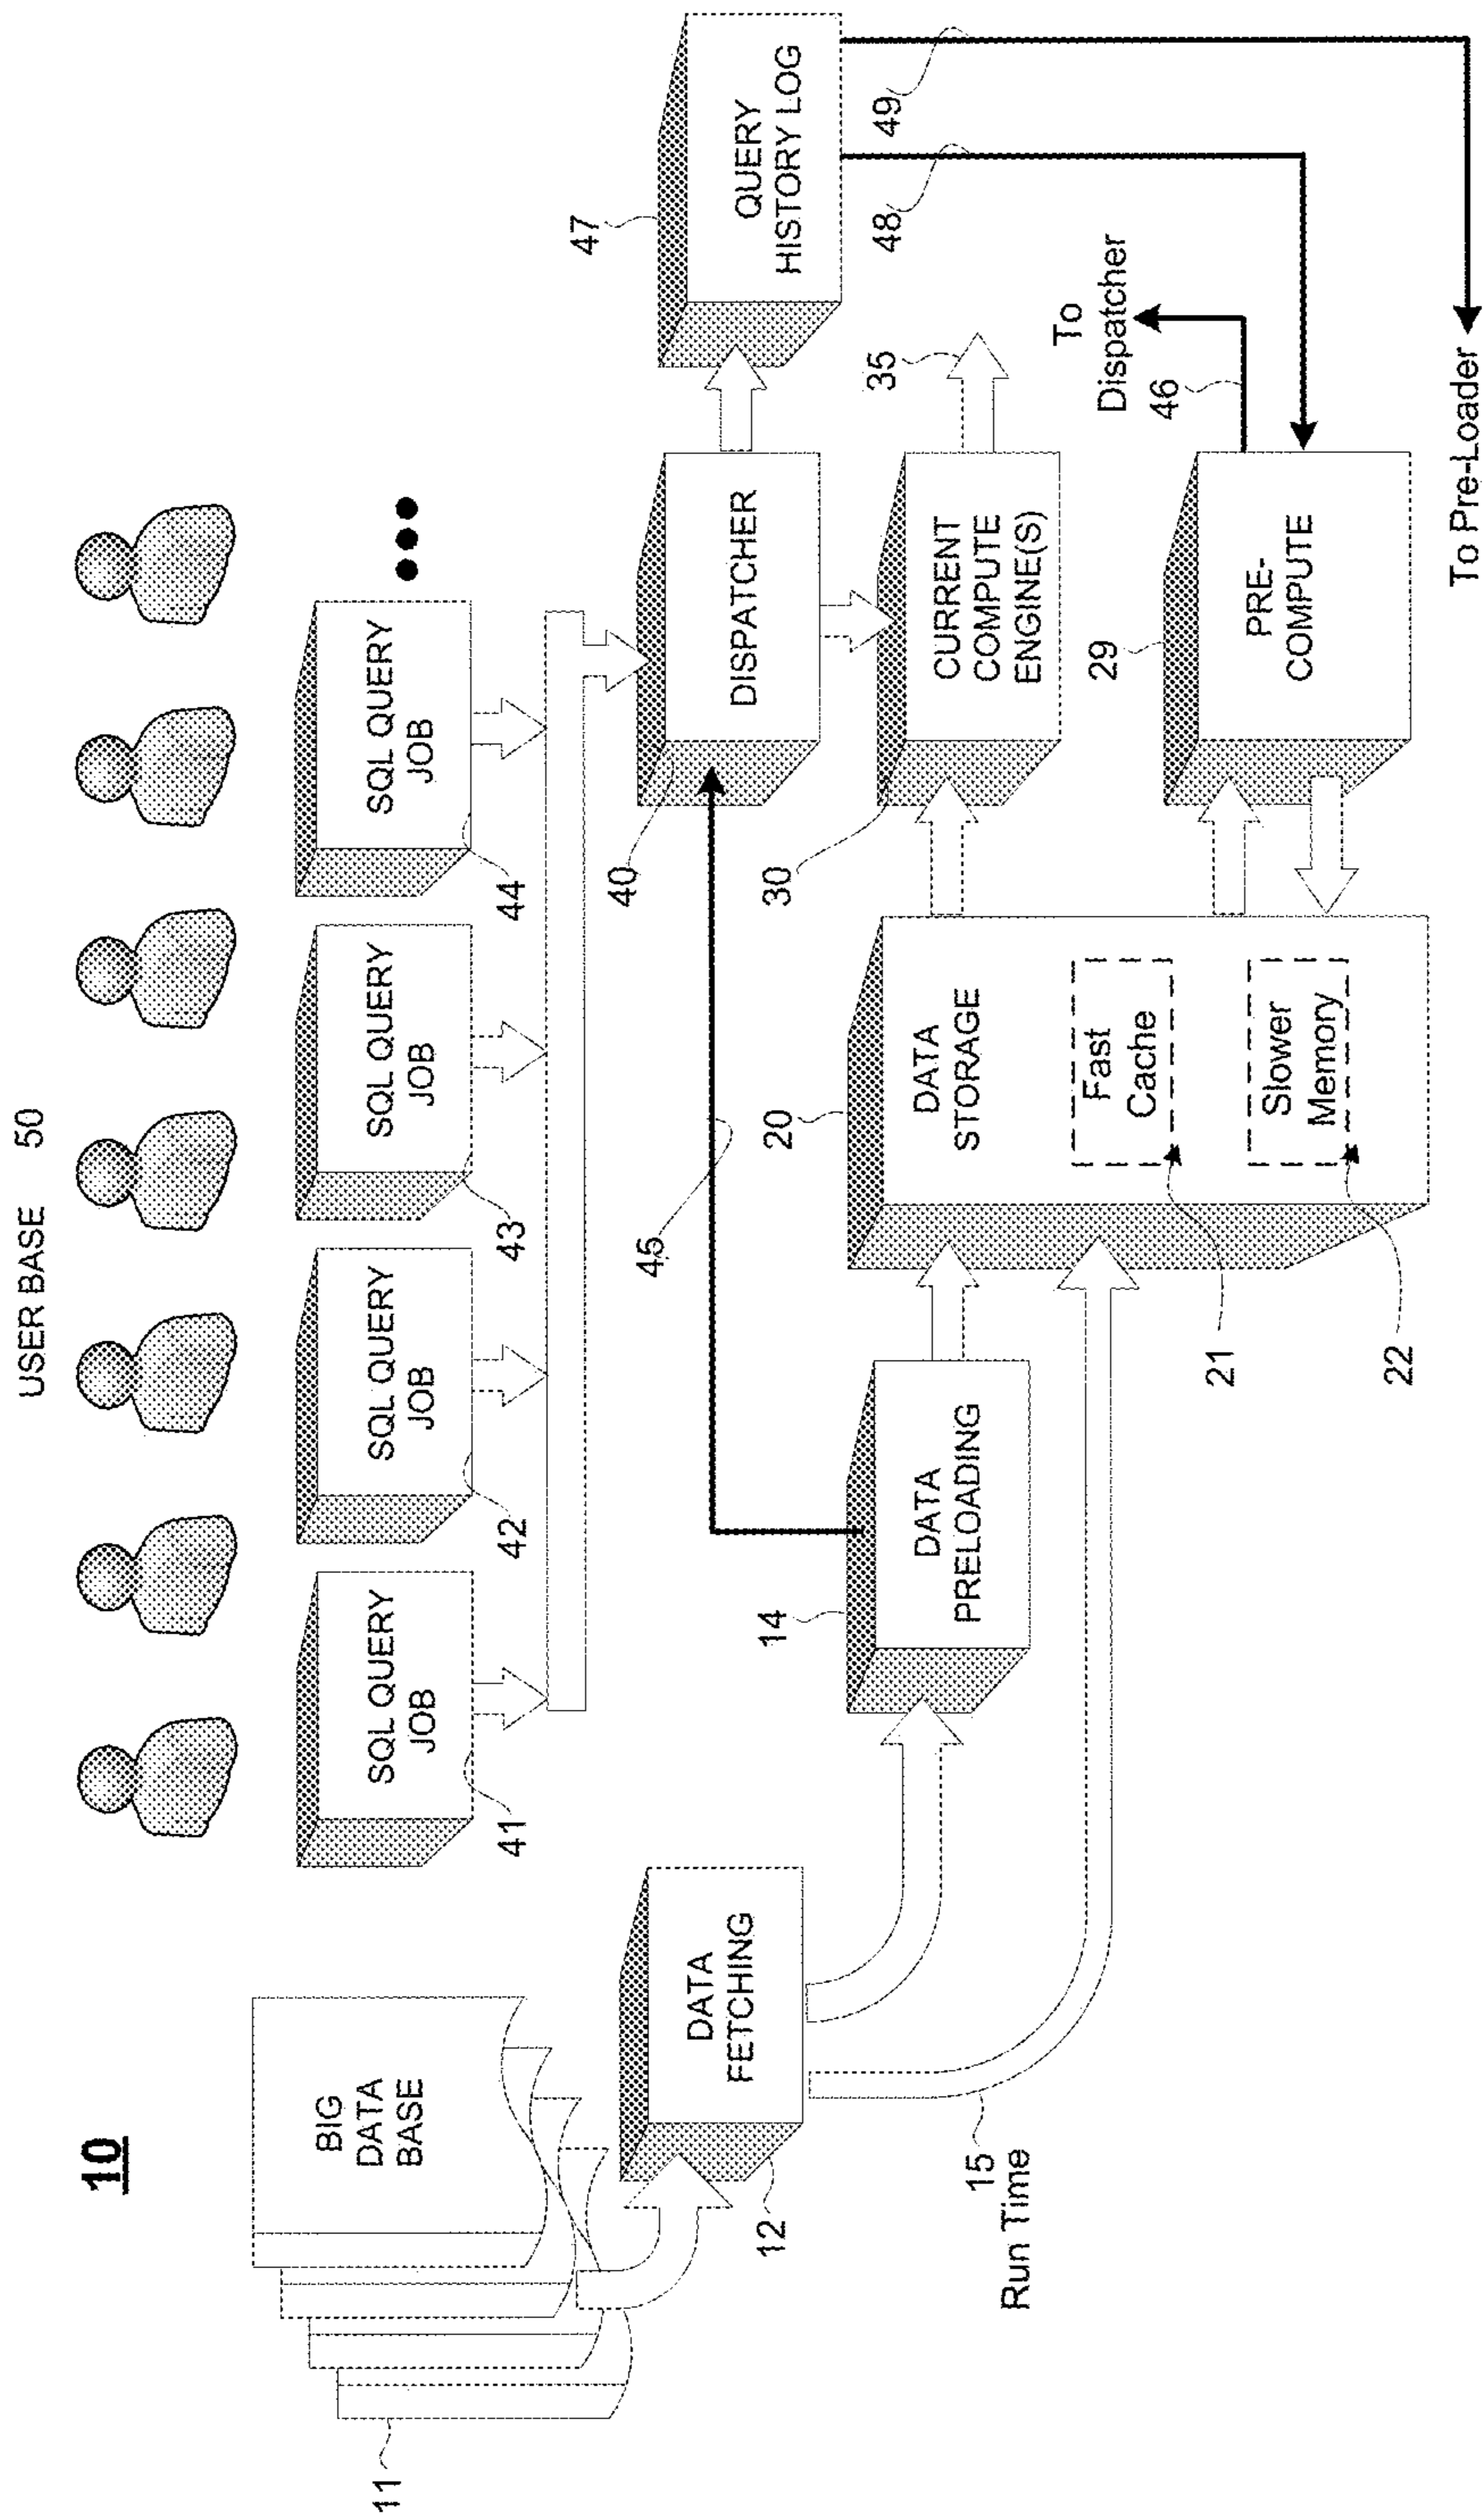 10
USER BASE 50
BIG
DATA
BASE
11
SQL QUERY
JOB
41
SQL QUERY
JOB
42
SQL QUERY
JOB
43
SQL QUERY
JOB
44
DATA
FETCHING
12
15
Run Time
14
DATA
PRELOADING
45
40
DISPATCHER
47
QUERY
HISTORY LOG
20
DATA
STORAGE
Fast
Cache
21
Slower
Memory
22
30
CURRENT
COMPUTE
ENGINE(S)
35
29
PRE-
COMPUTE
To
Dispatcher
46
48
49
To Pre-Loader